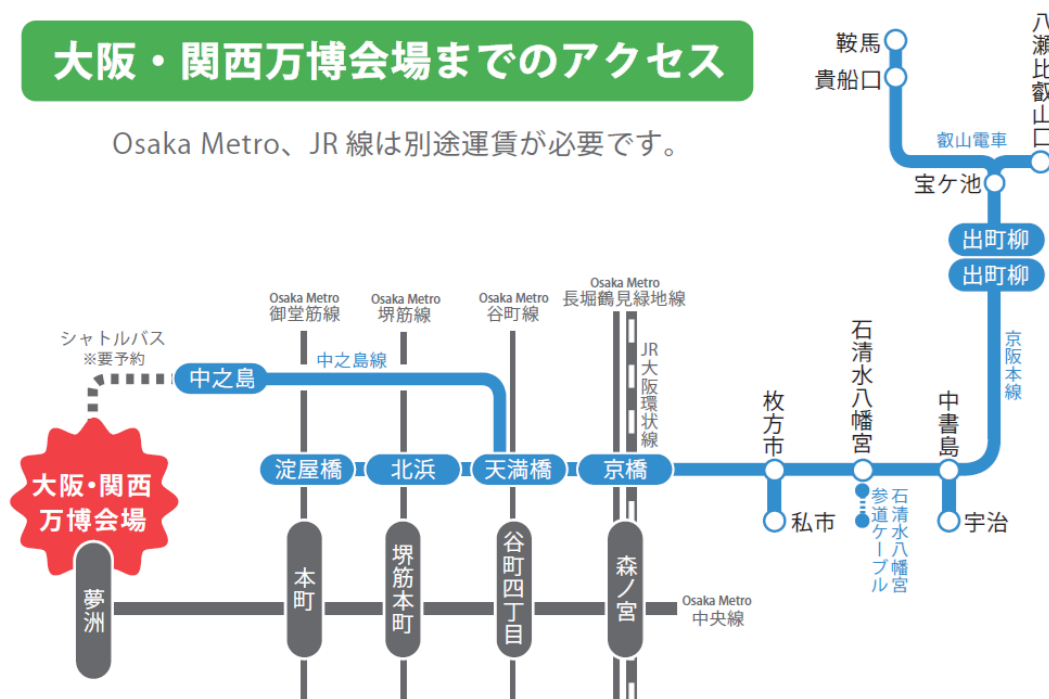 大阪・関西万博会場までのアクセス
Osaka Metro、JR 線は別途運賃が必要です。
鞍馬
貴船口
八瀬比叡山口
叡山電車
宝ケ池
出町柳
出町柳
京阪本線
Osaka Metro
御堂筋線
Osaka Metro
堺筋線
Osaka Metro
谷町線
Osaka Metro
長堀鶴見緑地線
JR大阪環状線
シャトルバス
※要予約
中之島
中之島線
淀屋橋
北浜
天満橋
京橋
枚方市
石清水八幡宮
中書島
私市
石清水八幡宮
参道ケーブル
宇治
大阪・関西
万博会場
夢洲
本町
堺筋本町
谷町四丁目
森ノ宮
Osaka Metro
中央線